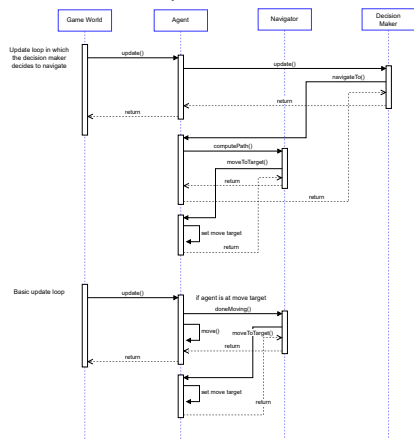 Game World
Agent
Navigator
Decision
Maker
Update loop in which
the decision maker
decides to navigate
update()
update()
navigateTo()
return
return
computePath()
moveToTarget()
return
return
return
set move target
return
Basic update loop
update()
if agent is at move target
doneMoving()
move()
moveToTarget()
return
return
set move target
return